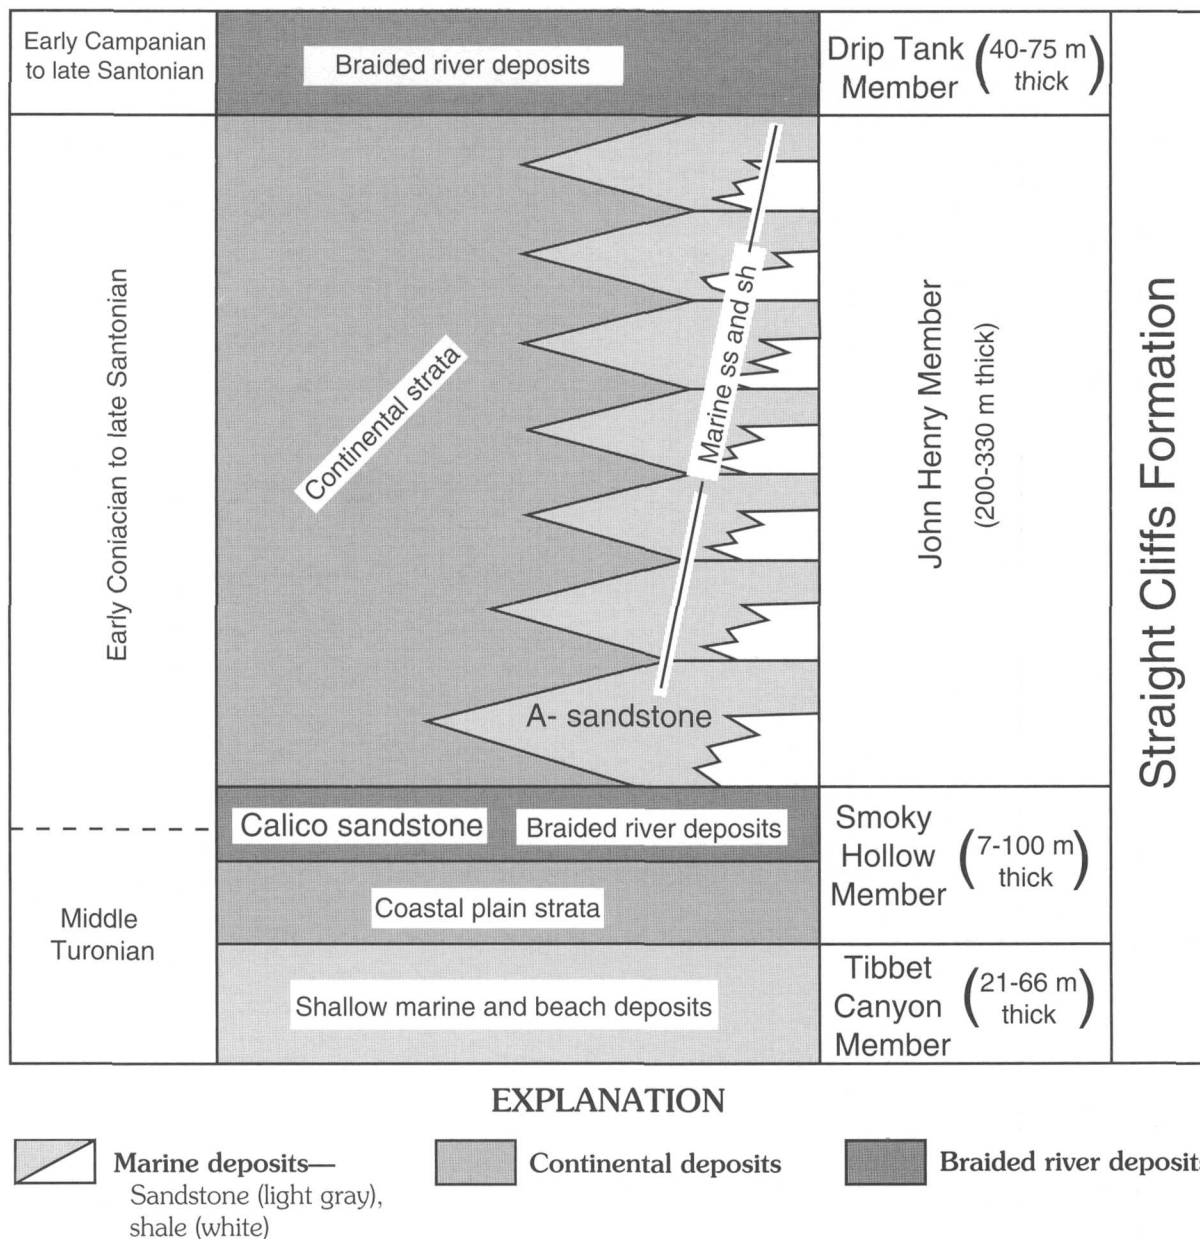 Early Campanian
to late Santonian
Braided river deposits
Drip Tank
Member
(40-75 m
thick)
Early Coniacian to late Santonian
Continental strata
Marine ss and sh
A- sandstone
John Henry Member
(200-330 m thick)
Straight Cliffs Formation
Calico sandstone
Braided river deposits
Smoky
Hollow
Member
(7-100 m
thick)
Middle
Turonian
Coastal plain strata
Shallow marine and beach deposits
Tibbet
Canyon
Member
(21-66 m
thick)
EXPLANATION
Marine deposits—
Sandstone (light gray),
shale (white)
Continental deposits
Braided river deposits